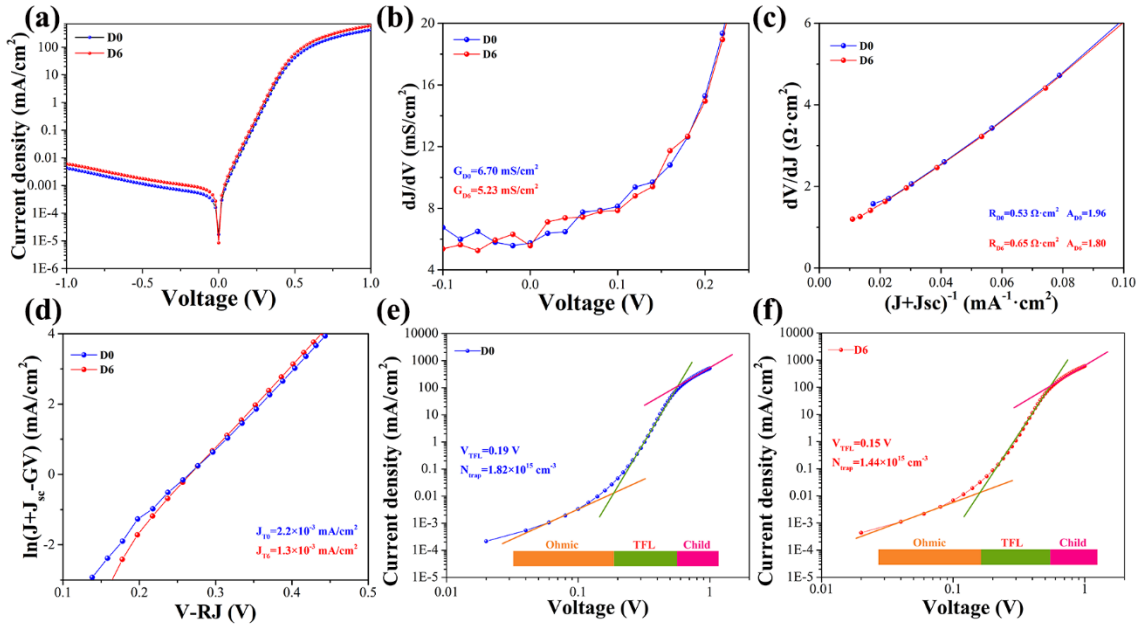 (a)
D0
D6
Current density (mA/cm²)
100
10
1
0.1
0.01
0.001
1E-4
1E-5
1E-6
-1.0
-0.5
0.0
0.5
1.0
Voltage (V)
(b)
D0
D6
dJ/dV (mS/cm²)
20
16
12
8
4
G_D0=6.70 mS/cm²
G_D6=5.23 mS/cm²
-0.1
0.0
0.1
0.2
Voltage (V)
(c)
D0
D6
dV/dJ (Ω·cm²)
6
4
2
0
R_D0=0.53 Ω·cm² A_D0=1.96
R_D6=0.65 Ω·cm² A_D6=1.80
0.00
0.02
0.04
0.06
0.08
0.10
(J+Jsc)⁻¹ (mA⁻¹·cm²)
(d)
D0
D6
ln(J+J_sc-GV) (mA/cm²)
4
2
0
-2
J_T0=2.2×10⁻³ mA/cm²
J_T6=1.3×10⁻³ mA/cm²
0.1
0.2
0.3
0.4
0.5
V-RJ (V)
(e)
D0
Current density (mA/cm²)
10000
1000
100
10
1
0.1
0.01
0.001
1E-4
1E-5
V_TFL=0.19 V
N_trap=1.82×10¹⁵ cm⁻³
Ohmic
TFL
Child
0.01
0.1
1
Voltage (V)
(f)
D6
Current density (mA/cm²)
10000
1000
100
10
1
0.1
0.01
0.001
1E-4
1E-5
V_TFL=0.15 V
N_trap=1.44×10¹⁵ cm⁻³
Ohmic
TFL
Child
0.01
0.1
1
Voltage (V)